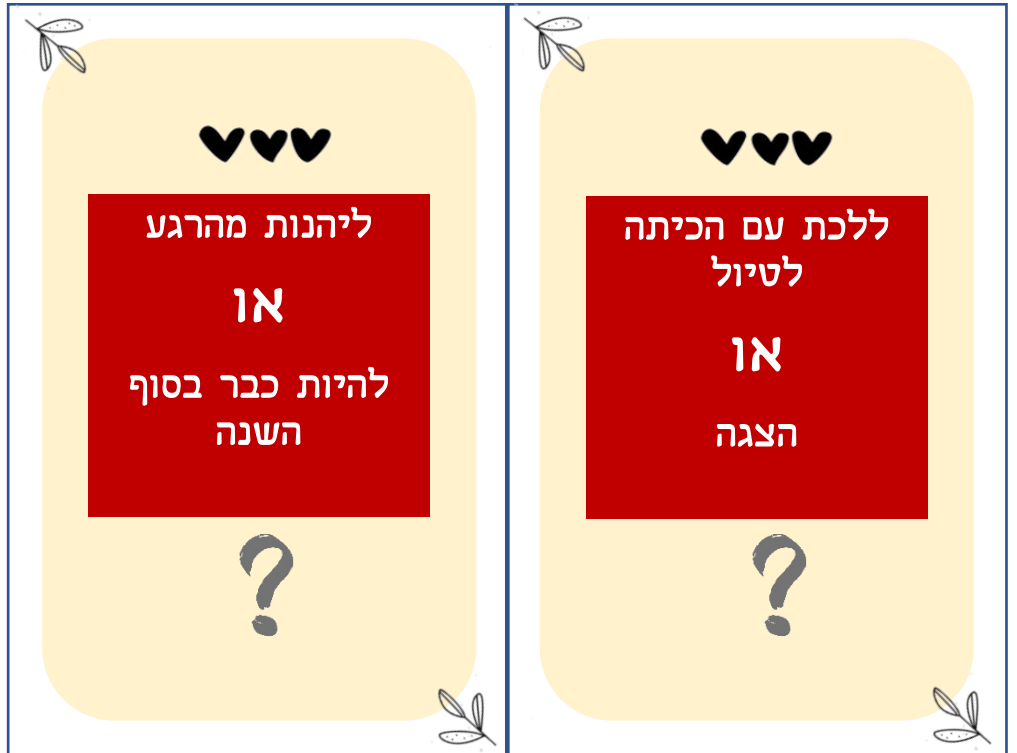 ללכת עם הכיתה
לטיול
או
הצגה
?
ליהנות מהרגע
או
להיות כבר בסוף
השנה
?